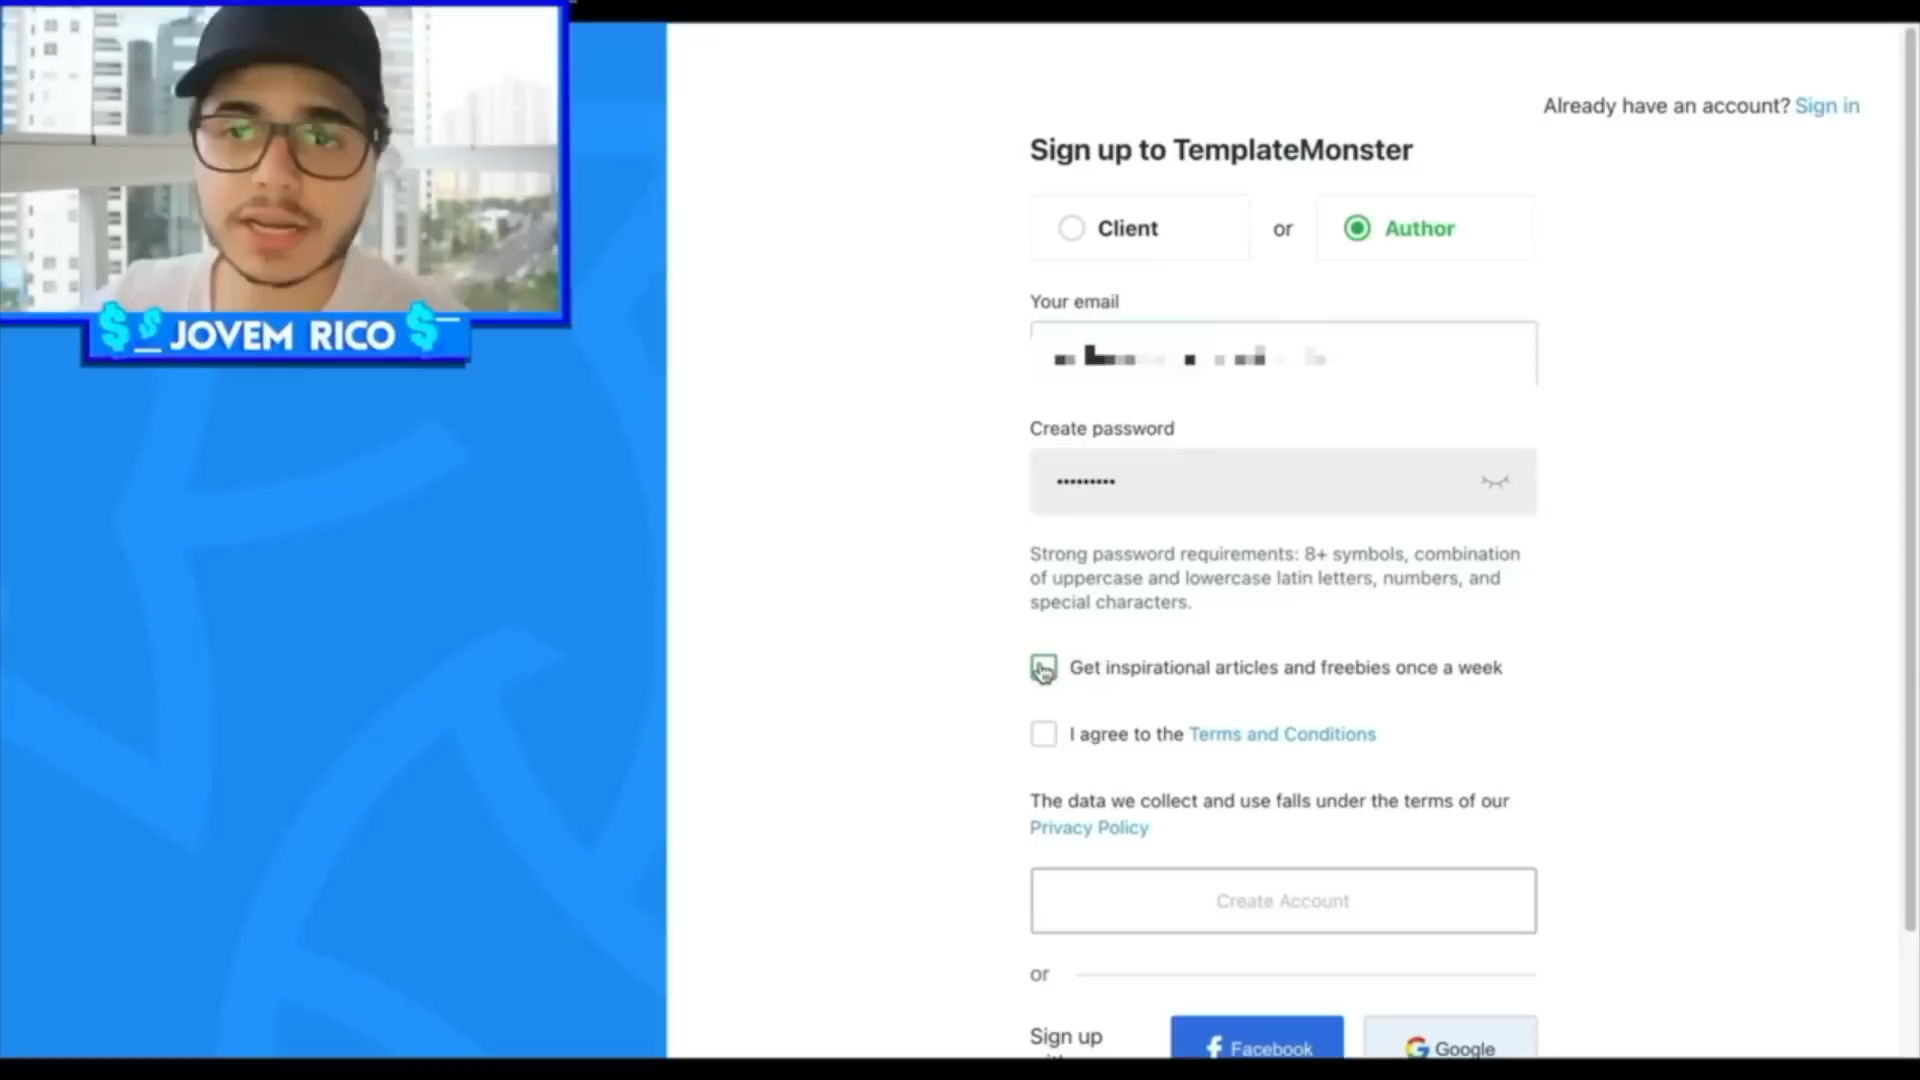 JOVEM RICO
Already have an account? Sign in
Sign up to TemplateMonster
Client or Author
Your email
Create password
•••••••••
Strong password requirements: 8+ symbols, combination
of uppercase and lowercase latin letters, numbers, and
special characters.
Get inspirational articles and freebies once a week
I agree to the Terms and Conditions
The data we collect and use falls under the terms of our
Privacy Policy
Create Account
or
Sign up
Facebook
Google